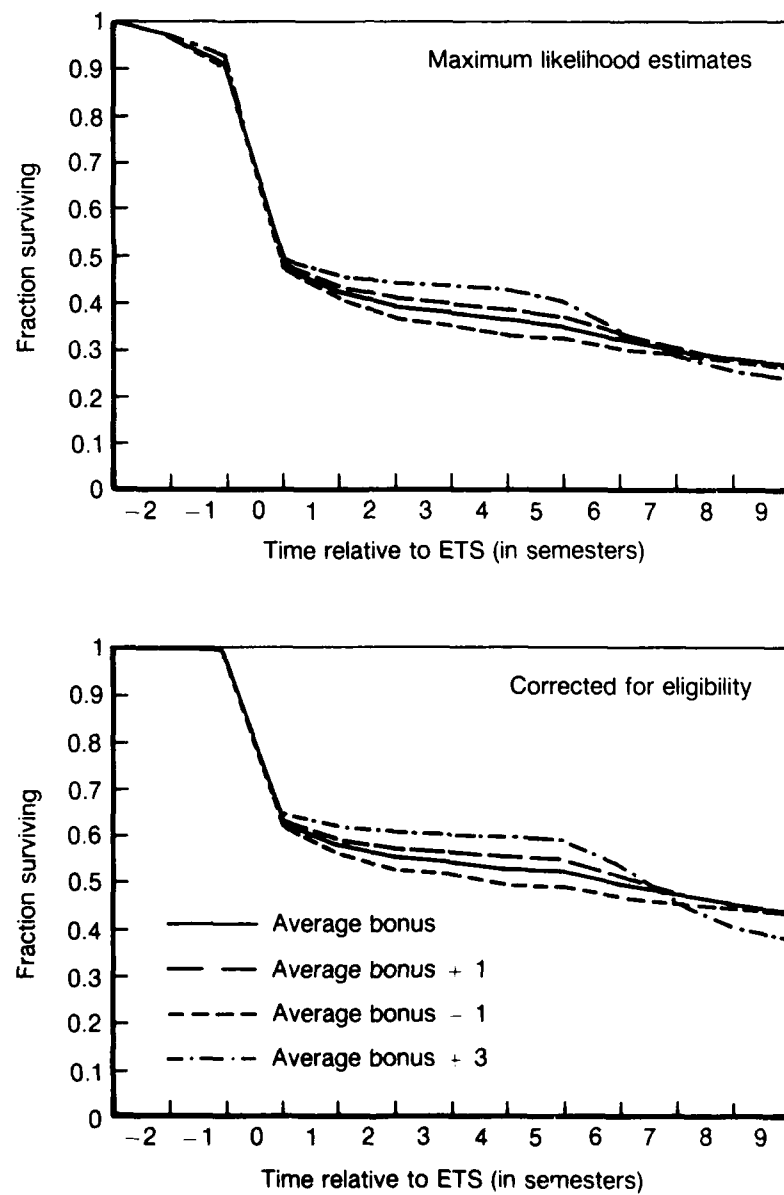 Maximum likelihood estimates
1
0.9
0.8
0.7
0.6
0.5
0.4
0.3
0.2
0.1
0
Fraction surviving
−2 −1 0 1 2 3 4 5 6 7 8 9
Time relative to ETS (in semesters)
Corrected for eligibility
1
0.9
0.8
0.7
0.6
0.5
0.4
0.3
0.2
0.1
0
Fraction surviving
Average bonus
Average bonus + 1
Average bonus − 1
Average bonus + 3
−2 −1 0 1 2 3 4 5 6 7 8 9
Time relative to ETS (in semesters)